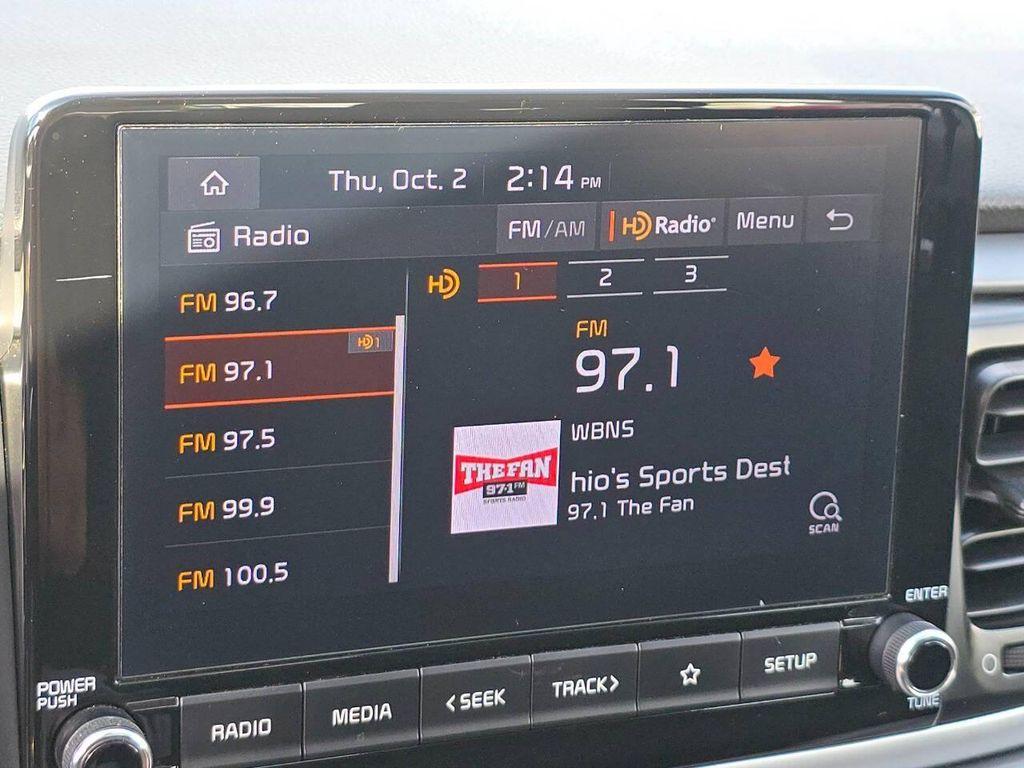 Thu, Oct. 2 2:14 PM
Radio FM/AM HD Radio® Menu
HD 1 2 3
FM 96.7
FM 97.1 HD 1
FM 97.5
FM 99.9
FM 100.5
FM
97.1
WBNS
hio's Sports Dest
97.1 The Fan
THE FAN
97.1 FM
SPORTS RADIO
SCAN
ENTER
POWER
PUSH
RADIO
MEDIA
<SEEK
TRACK>
SETUP
TUNE